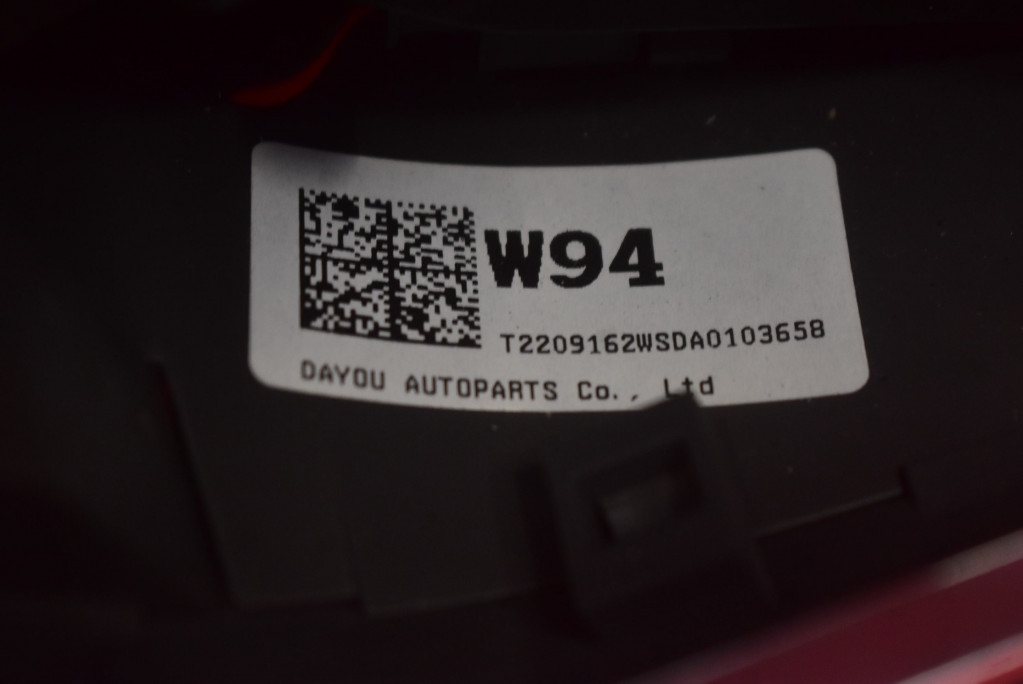 W94
T2209162WSDA0103658
DAYOU AUTOPARTS Co., Ltd